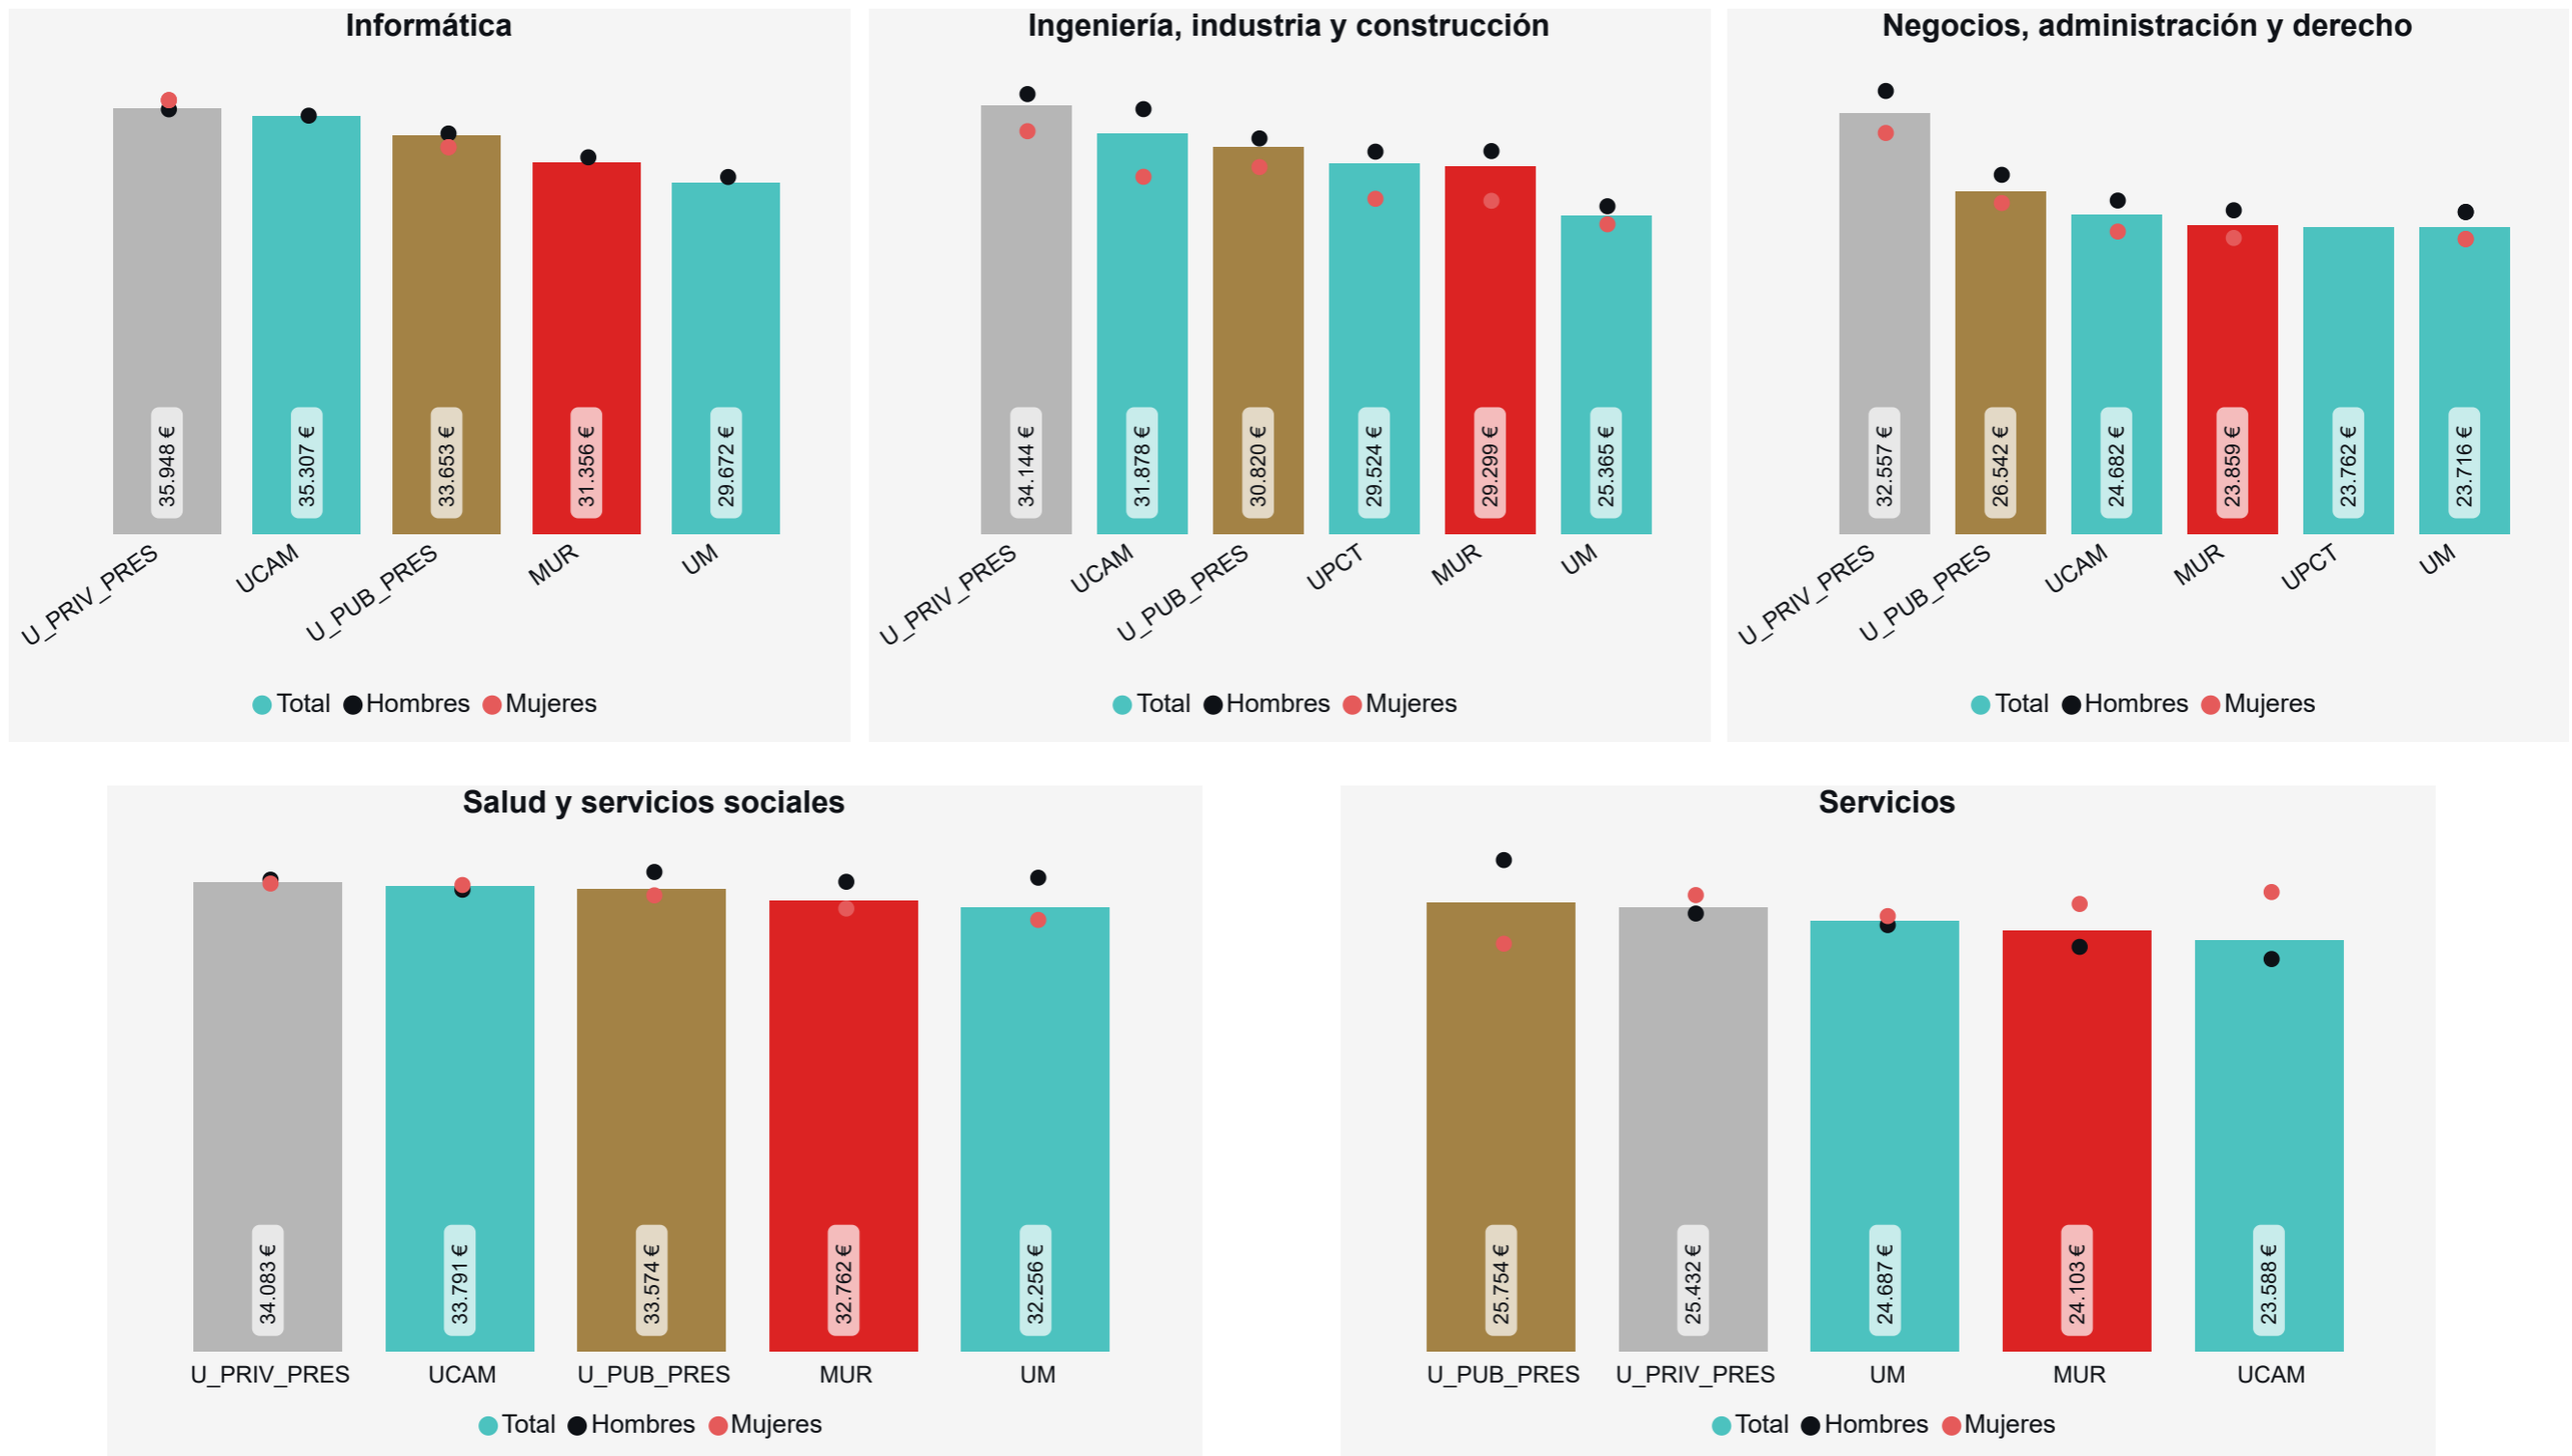 Informática
35.948 €
35.307 €
33.653 €
31.356 €
29.672 €
U_PRIV_PRES
UCAM
U_PUB_PRES
MUR
UM
Total Hombres Mujeres
Ingeniería, industria y construcción
34.144 €
31.878 €
30.820 €
29.524 €
29.299 €
25.365 €
U_PRIV_PRES
UCAM
U_PUB_PRES
UPCT
MUR
UM
Total Hombres Mujeres
Negocios, administración y derecho
32.557 €
26.542 €
24.682 €
23.859 €
23.762 €
23.716 €
U_PRIV_PRES
U_PUB_PRES
UCAM
MUR
UPCT
UM
Total Hombres Mujeres
Salud y servicios sociales
34.083 €
33.791 €
33.574 €
32.762 €
32.256 €
U_PRIV_PRES
UCAM
U_PUB_PRES
MUR
UM
Total Hombres Mujeres
Servicios
25.754 €
25.432 €
24.687 €
24.103 €
23.588 €
U_PUB_PRES
U_PRIV_PRES
UM
MUR
UCAM
Total Hombres Mujeres